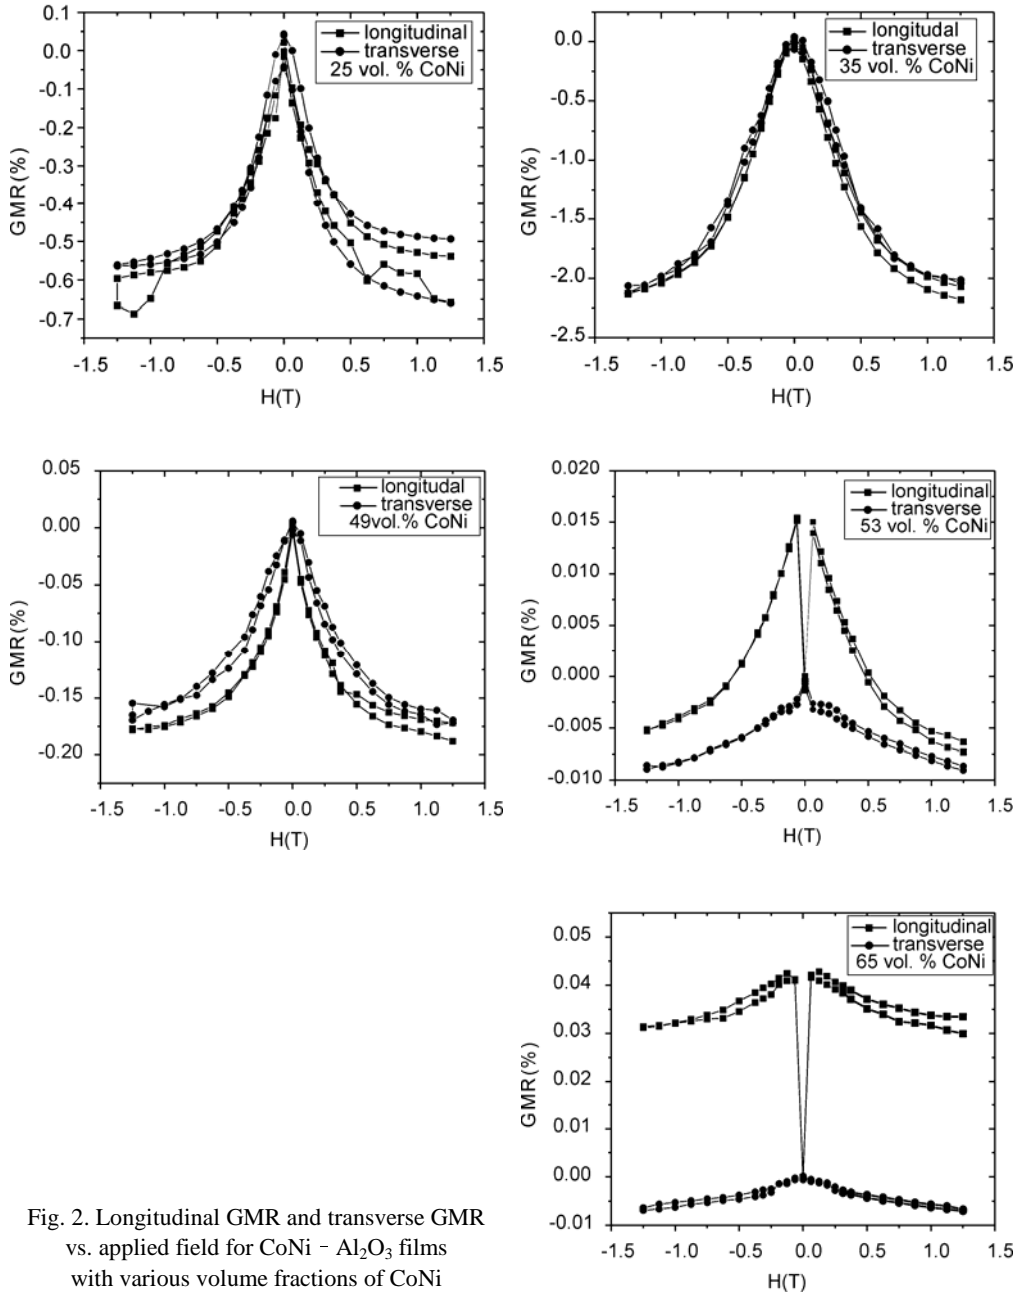 0.1
0.0
-0.1
-0.2
-0.3
-0.4
-0.5
-0.6
-0.7
GMR(%)
longitudinal
transverse
25 vol. % CoNi
-1.5 -1.0 -0.5 0.0 0.5 1.0 1.5
H(T)
0.0
-0.5
-1.0
-1.5
-2.0
-2.5
GMR(%)
longitudal
transverse
35 vol. % CoNi
-1.5 -1.0 -0.5 0.0 0.5 1.0 1.5
H(T)
0.05
0.00
-0.05
-0.10
-0.15
-0.20
GMR(%)
longitudal
transverse
49vol.% CoNi
-1.5 -1.0 -0.5 0.0 0.5 1.0 1.5
H(T)
0.020
0.015
0.010
0.005
0.000
-0.005
-0.010
GMR(%)
longitudinal
transverse
53 vol. % CoNi
-1.5 -1.0 -0.5 0.0 0.5 1.0 1.5
H(T)
0.05
0.04
0.03
0.02
0.01
0.00
-0.01
GMR(%)
longitudinal
transverse
65 vol. % CoNi
-1.5 -1.0 -0.5 0.0 0.5 1.0 1.5
H(T)
Fig. 2. Longitudinal GMR and transverse GMR
vs. applied field for CoNi - Al₂O₃ films
with various volume fractions of CoNi